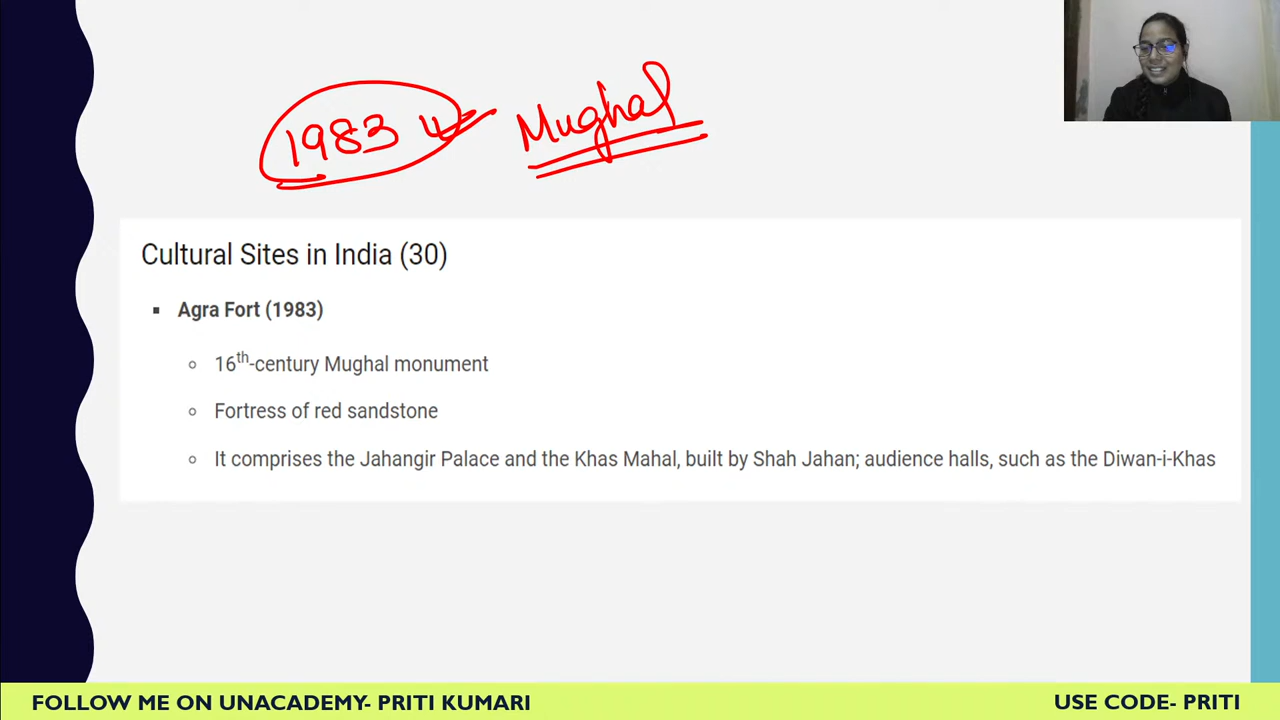 1983 4 Mughal
Cultural Sites in India (30)
▪ Agra Fort (1983)
○ 16th-century Mughal monument
○ Fortress of red sandstone
○ It comprises the Jahangir Palace and the Khas Mahal, built by Shah Jahan; audience halls, such as the Diwan-i-Khas
FOLLOW ME ON UNACADEMY- PRITI KUMARI
USE CODE- PRITI